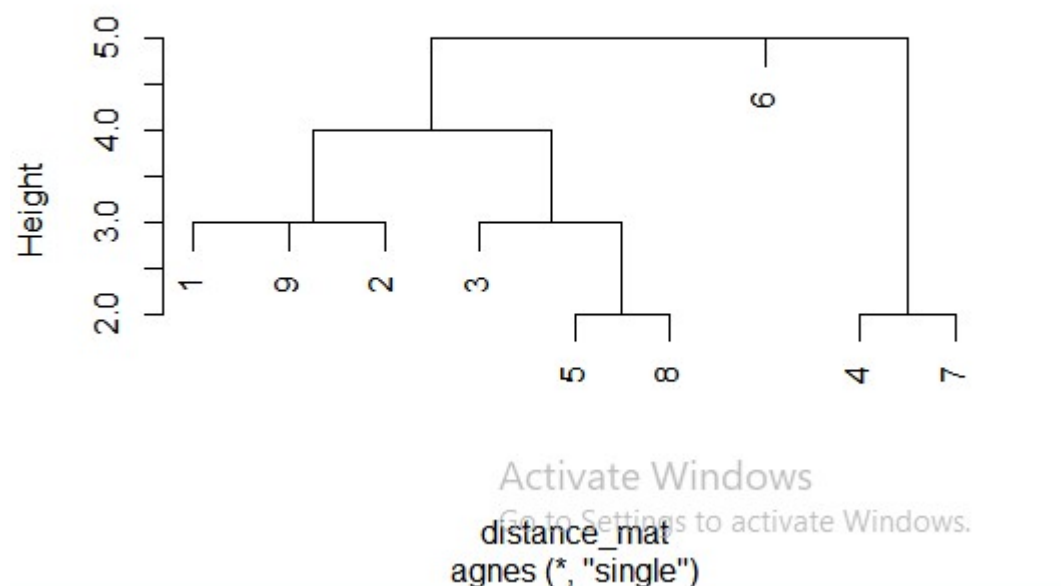 Height
5.0
4.0
3.0
2.0
6
1
9
2
3
5
8
4
7
Activate Windows
Go to Settings to activate Windows.
distance_mat
agnes (*, "single")